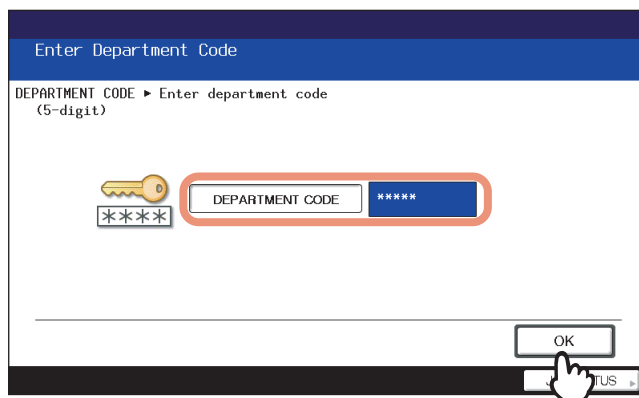 Enter Department Code
DEPARTMENT CODE ► Enter department code
(5-digit)
DEPARTMENT CODE
*****
****
OK